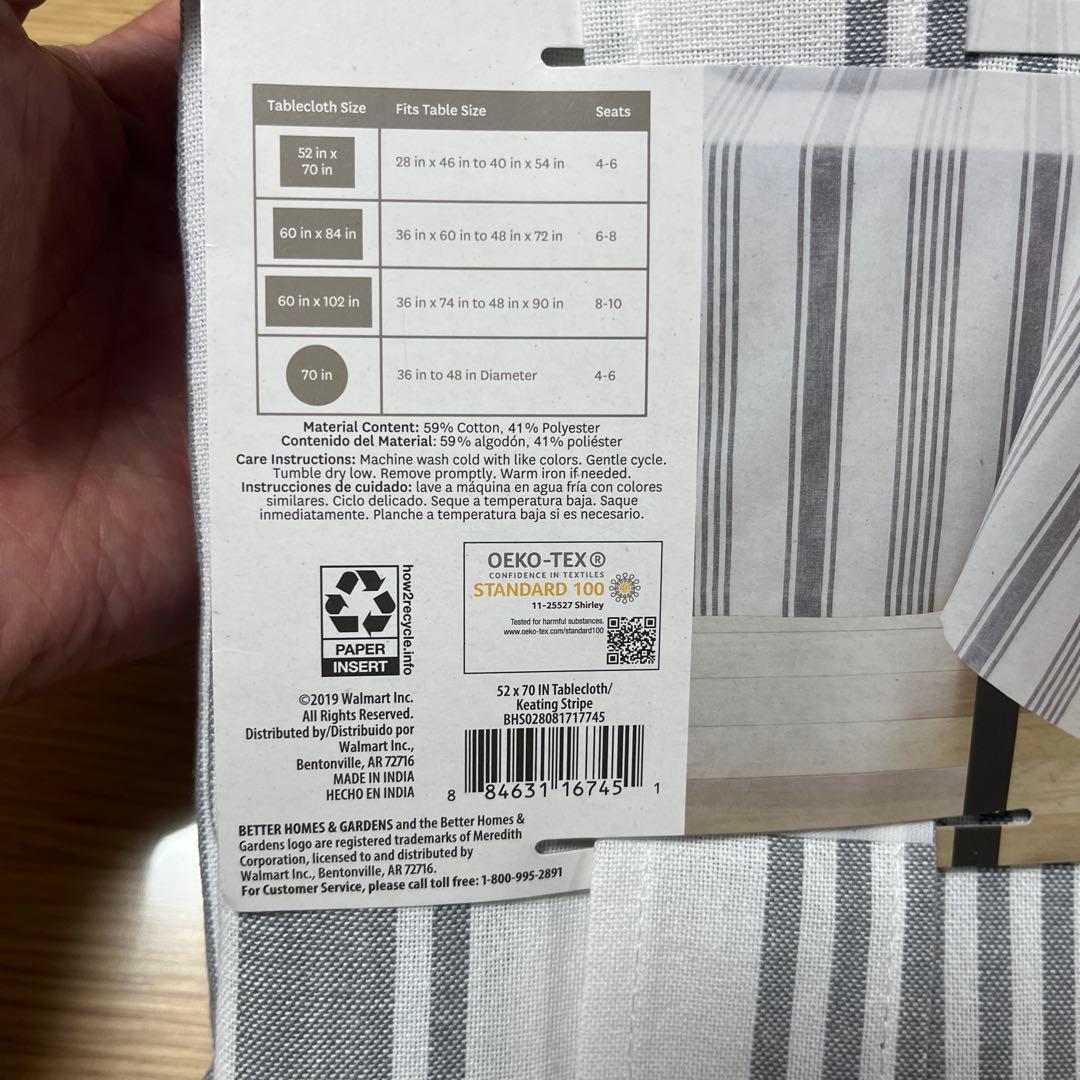 Tablecloth Size Fits Table Size Seats
52 in x
70 in
28 in x 46 in to 40 in x 54 in 4-6
60 in x 84 in 36 in x 60 in to 48 in x 72 in 6-8
60 in x 102 in 36 in x 74 in to 48 in x 90 in 8-10
70 in 36 in to 48 in Diameter 4-6
Material Content: 59% Cotton, 41% Polyester
Contenido del Material: 59% algodón, 41% poliéster
Care Instructions: Machine wash cold with like colors. Gentle cycle.
Tumble dry low. Remove promptly. Warm iron if needed.
Instrucciones de cuidado: lave a máquina en agua fría con colores
similares. Ciclo delicado. Seque a temperatura baja. Saque
inmediatamente. Planche a temperatura baja si es necesario.
how2recycle.info
PAPER
INSERT
OEKO-TEX®
CONFIDENCE IN TEXTILES
STANDARD 100
11-25527 Shirley
Tested for harmful substances.
www.oeko-tex.com/standard100
©2019 Walmart Inc.
All Rights Reserved.
Distributed by/Distribuido por
Walmart Inc.,
Bentonville, AR 72716
MADE IN INDIA
HECHO EN INDIA
52 x 70 IN Tablecloth/
Keating Stripe
BHS028081717745
8 84631 16745 1
BETTER HOMES & GARDENS and the Better Homes &
Gardens logo are registered trademarks of Meredith
Corporation, licensed to and distributed by
Walmart Inc., Bentonville, AR 72716.
For Customer Service, please call toll free: 1-800-995-2891